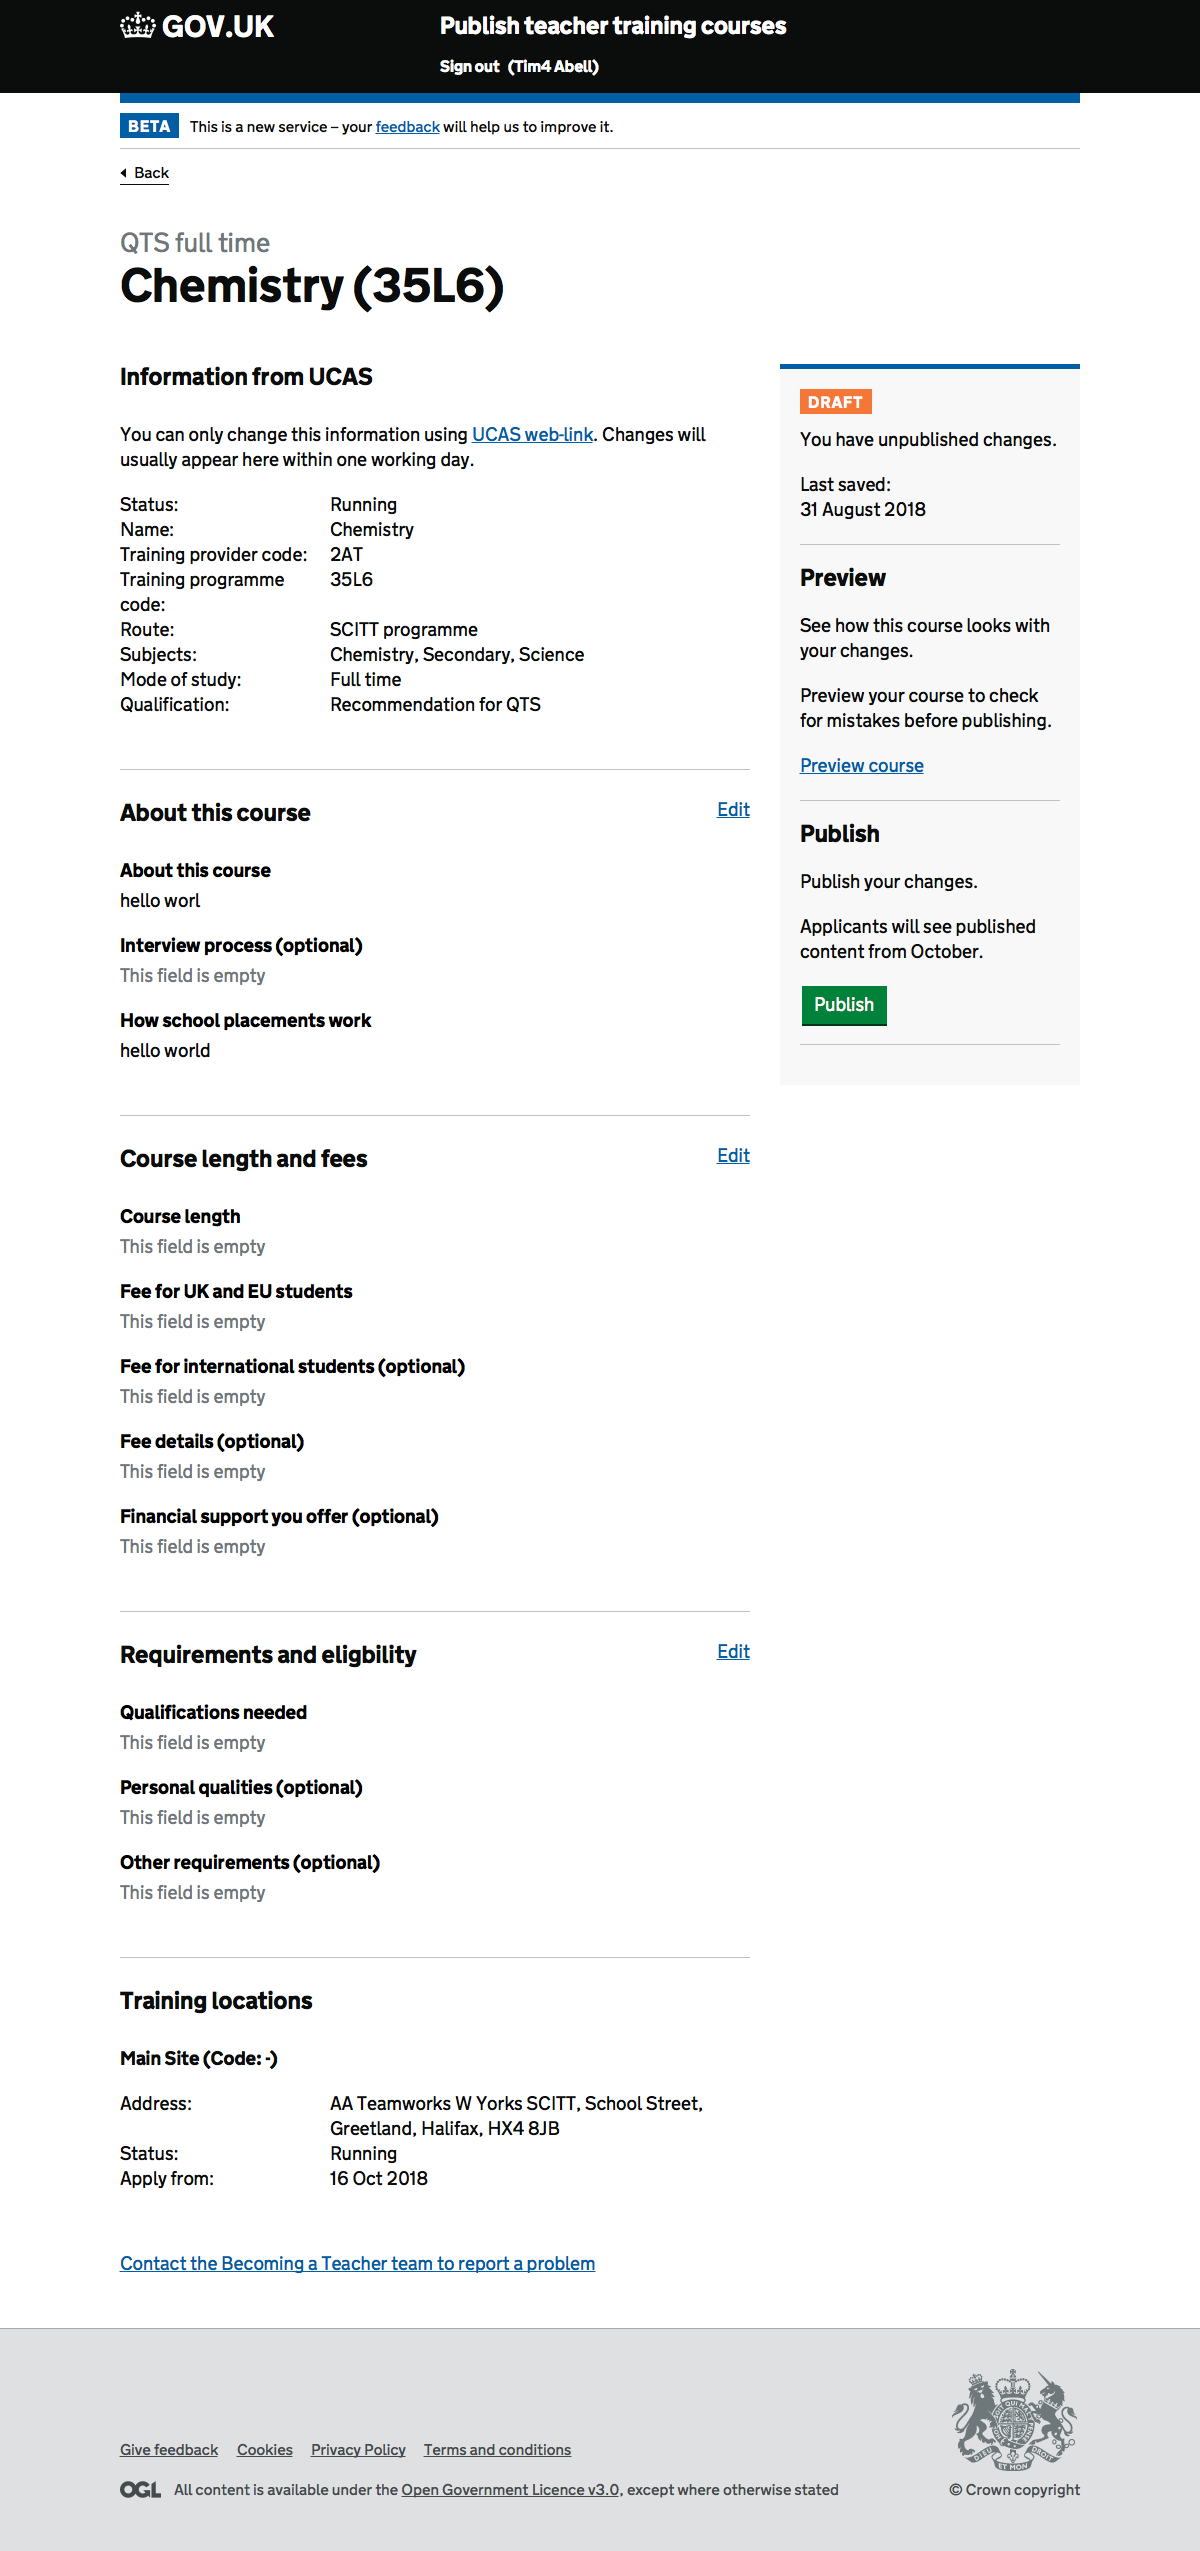 GOV.UK
Publish teacher training courses
Sign out (Tim4 Abell)
BETA This is a new service – your feedback will help us to improve it.
Back
QTS full time
Chemistry (35L6)
Information from UCAS
You can only change this information using UCAS web-link. Changes will
usually appear here within one working day.
Status: Running
Name: Chemistry
Training provider code: 2AT
Training programme 35L6
code:
Route: SCITT programme
Subjects: Chemistry, Secondary, Science
Mode of study: Full time
Qualification: Recommendation for QTS
DRAFT
You have unpublished changes.
Last saved:
31 August 2018
Preview
See how this course looks with
your changes.
Preview your course to check
for mistakes before publishing.
Preview course
Publish
Publish your changes.
Applicants will see published
content from October.
Publish
About this course Edit
About this course
hello worl
Interview process (optional)
This field is empty
How school placements work
hello world
Course length and fees Edit
Course length
This field is empty
Fee for UK and EU students
This field is empty
Fee for international students (optional)
This field is empty
Fee details (optional)
This field is empty
Financial support you offer (optional)
This field is empty
Requirements and eligbility Edit
Qualifications needed
This field is empty
Personal qualities (optional)
This field is empty
Other requirements (optional)
This field is empty
Training locations
Main Site (Code: -)
Address: AA Teamworks W Yorks SCITT, School Street,
Greetland, Halifax, HX4 8JB
Status: Running
Apply from: 16 Oct 2018
Contact the Becoming a Teacher team to report a problem
Give feedback Cookies Privacy Policy Terms and conditions
OGL All content is available under the Open Government Licence v3.0, except where otherwise stated
DIEU ET MON DROIT
© Crown copyright